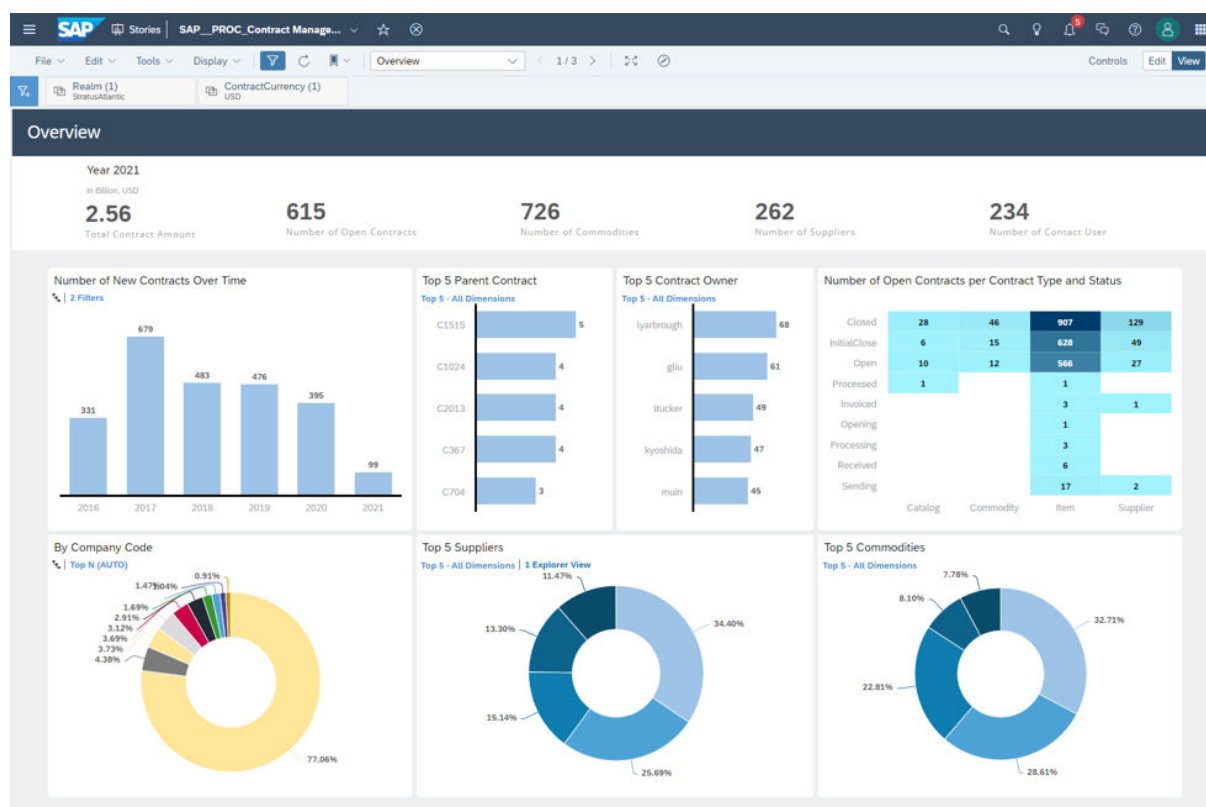 SAP Stories SAP__PROC_Contract Manage... 5
File Edit Tools Display Overview 1/3 Controls Edit View
Realm (1) ContractCurrency (1)
StratusAtlantic USD
Overview
Year 2021
in Billion, USD
2.56 615 726 262 234
Total Contract Amount Number of Open Contracts Number of Commodities Number of Suppliers Number of Contact User
Number of New Contracts Over Time
2 Filters
331
679
483
476
395
99
2016 2017 2018 2019 2020 2021
Top 5 Parent Contract
Top 5 - All Dimensions
C1515 5
C1024 4
C2013 4
C367 4
C704 3
Top 5 Contract Owner
Top 5 - All Dimensions
lyarbrough 68
gliu 61
ltucker 49
kyoshida 47
muin 45
Number of Open Contracts per Contract Type and Status
Closed 28 46 907 129
InitialClose 6 15 628 49
Open 10 12 566 27
Processed 1 1
Invoiced 3 1
Opening 1
Processing 3
Received 6
Sending 17 2
Catalog Commodity Item Supplier
By Company Code
Top N (AUTO)
0.91%
1.47%
1.69%
2.91%
3.12%
3.69%
3.73%
4.38%
77.06%
Top 5 Suppliers
Top 5 - All Dimensions 1 Explorer View
11.47%
34.40%
13.30%
15.14%
25.69%
Top 5 Commodities
Top 5 - All Dimensions
7.78%
8.10%
32.71%
22.81%
28.61%